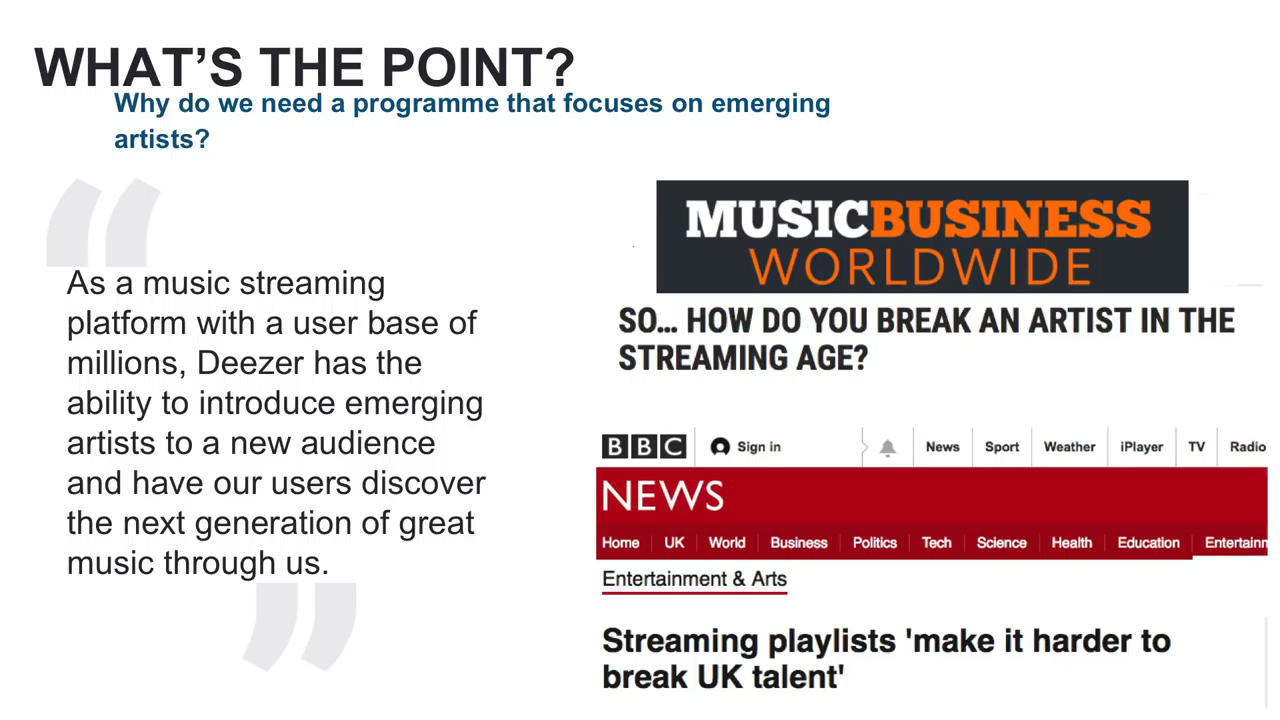 WHAT’S THE POINT?
Why do we need a programme that focuses on emerging
artists?
As a music streaming
platform with a user base of
millions, Deezer has the
ability to introduce emerging
artists to a new audience
and have our users discover
the next generation of great
music through us.
MUSICBUSINESS
WORLDWIDE
SO... HOW DO YOU BREAK AN ARTIST IN THE
STREAMING AGE?
BBC Sign in News Sport Weather iPlayer TV Radio
NEWS
Home UK World Business Politics Tech Science Health Education Entertainm
Entertainment & Arts
Streaming playlists 'make it harder to
break UK talent'